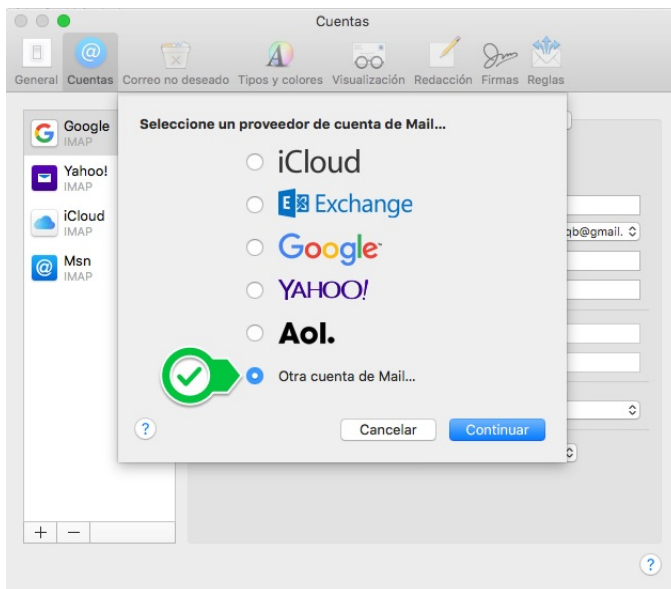 Cuentas
General Cuentas Correo no deseado Tipos y colores Visualización Redacción Firmas Reglas
Google
IMAP
Yahoo!
IMAP
iCloud
IMAP
Msn
IMAP
Seleccione un proveedor de cuenta de Mail...
iCloud
Exchange
Google
YAHOO!
Aol.
Otra cuenta de Mail...
? Cancelar Continuar
qb@gmail.
+ −
?